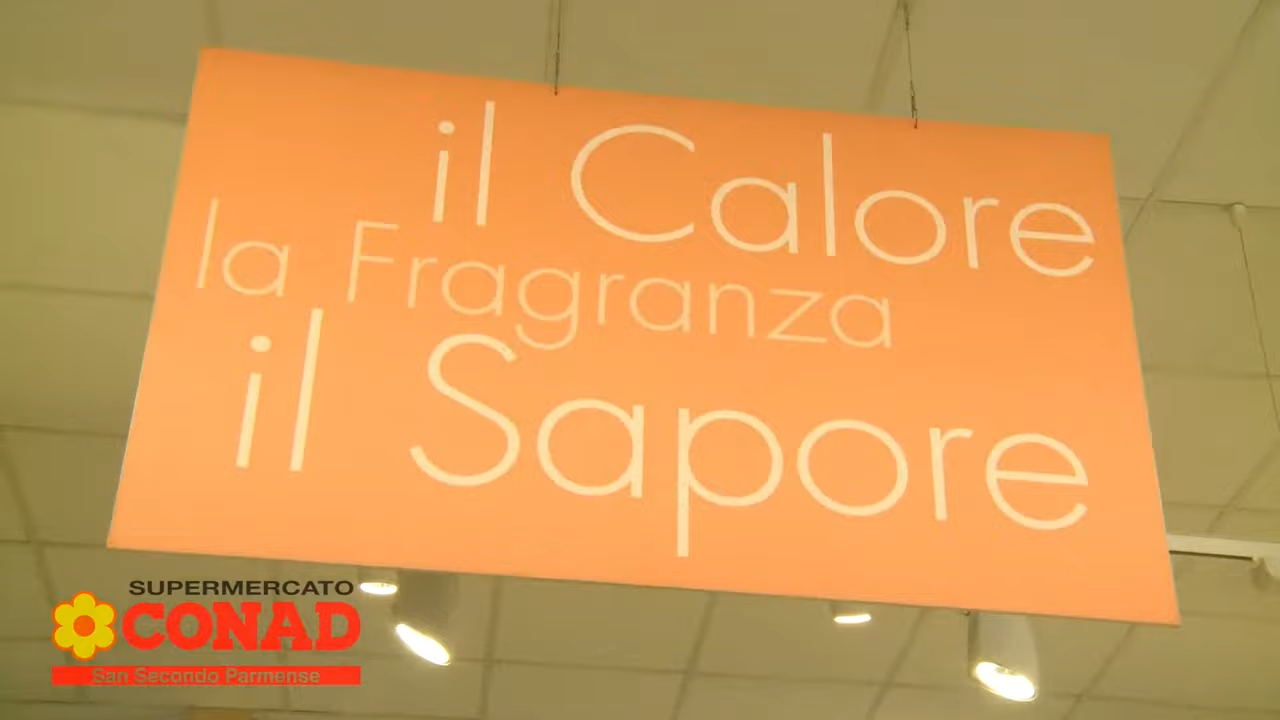 il Calore
la Fragranza
il Sapore
SUPERMERCATO
CONAD
San Secondo Parmense